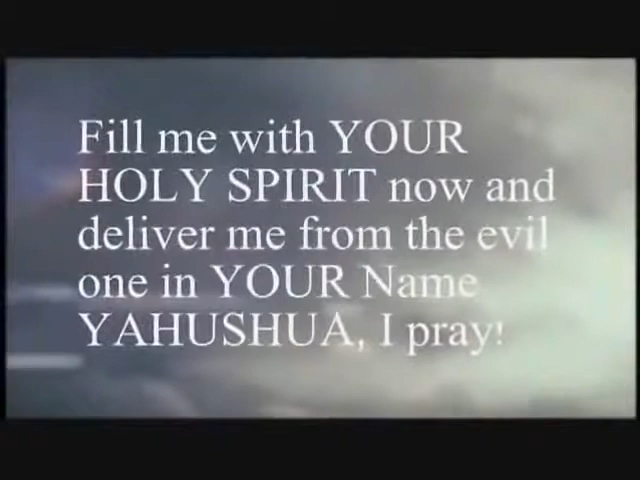 Fill me with YOUR
HOLY SPIRIT now and
deliver me from the evil
one in YOUR Name
YAHUSHUA, I pray!